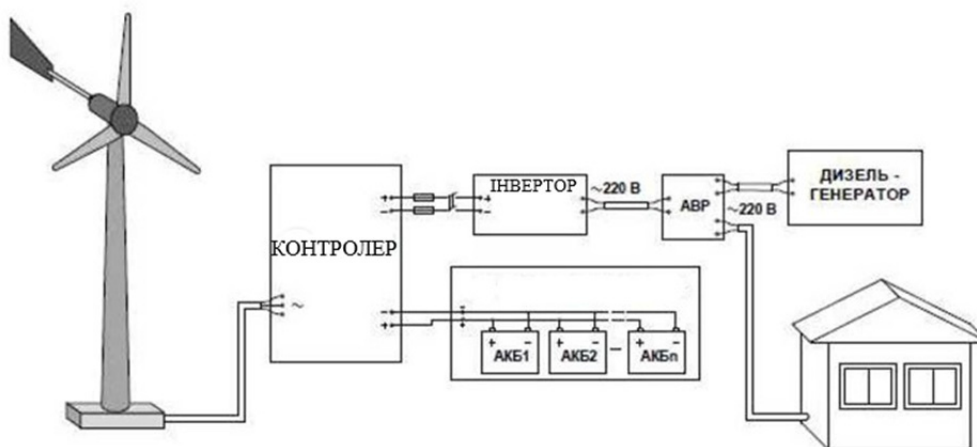 ІНВЕРТОР
~220 В
АВР
~220 В
ДИЗЕЛЬ -
ГЕНЕРАТОР
КОНТРОЛЕР
+
-
+
-
~
-
+
-
+
+ -
АКБ1
+ -
АКБ2
+ -
АКБn